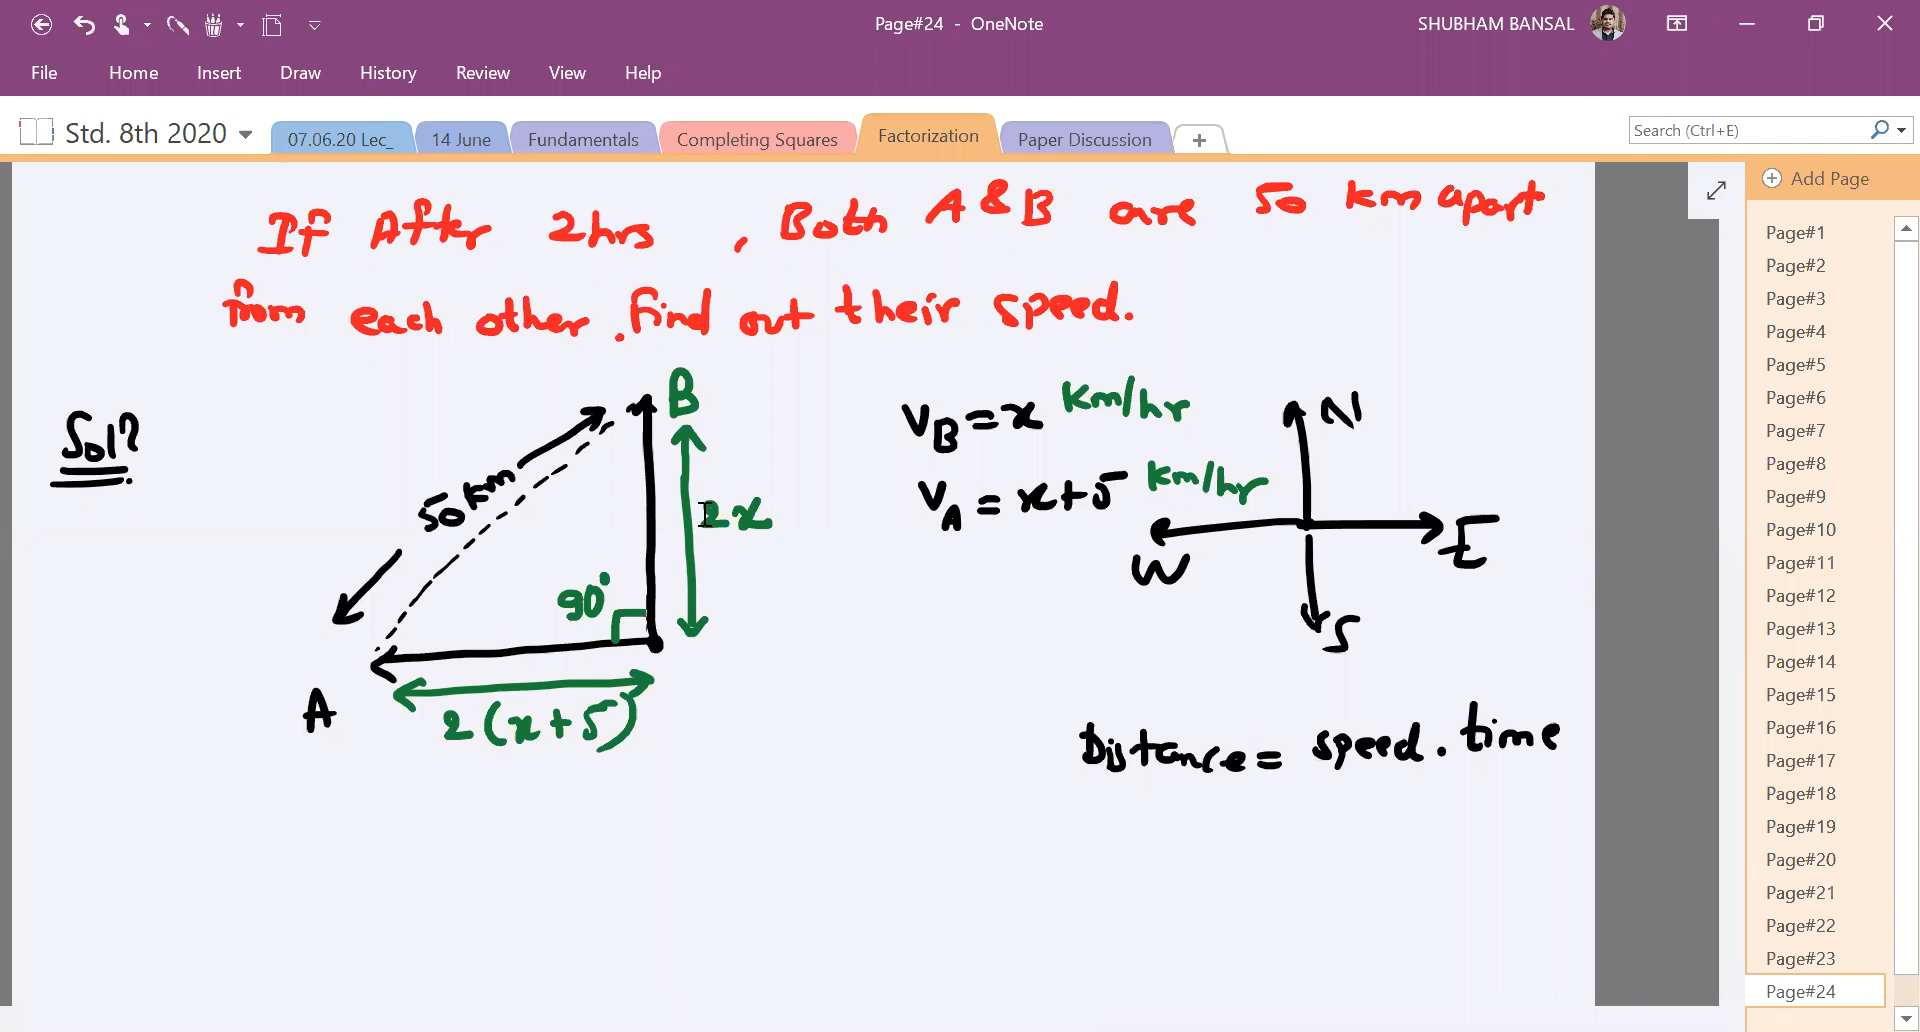 Page#24 - OneNote
SHUBHAM BANSAL
File Home Insert Draw History Review View Help
Std. 8th 2020
07.06.20 Lec_ 14 June Fundamentals Completing Squares Factorization Paper Discussion +
Search (Ctrl+E)
Add Page
If After 2hrs , Both A & B are 50 km apart
from each other. Find out their speed.
Sol?
B
50 km
2x
90°
A
2(x+5)
V_B = x km/hr
V_A = x+5 km/hr
N
W
E
S
Distance = speed . time
Page#1
Page#2
Page#3
Page#4
Page#5
Page#6
Page#7
Page#8
Page#9
Page#10
Page#11
Page#12
Page#13
Page#14
Page#15
Page#16
Page#17
Page#18
Page#19
Page#20
Page#21
Page#22
Page#23
Page#24